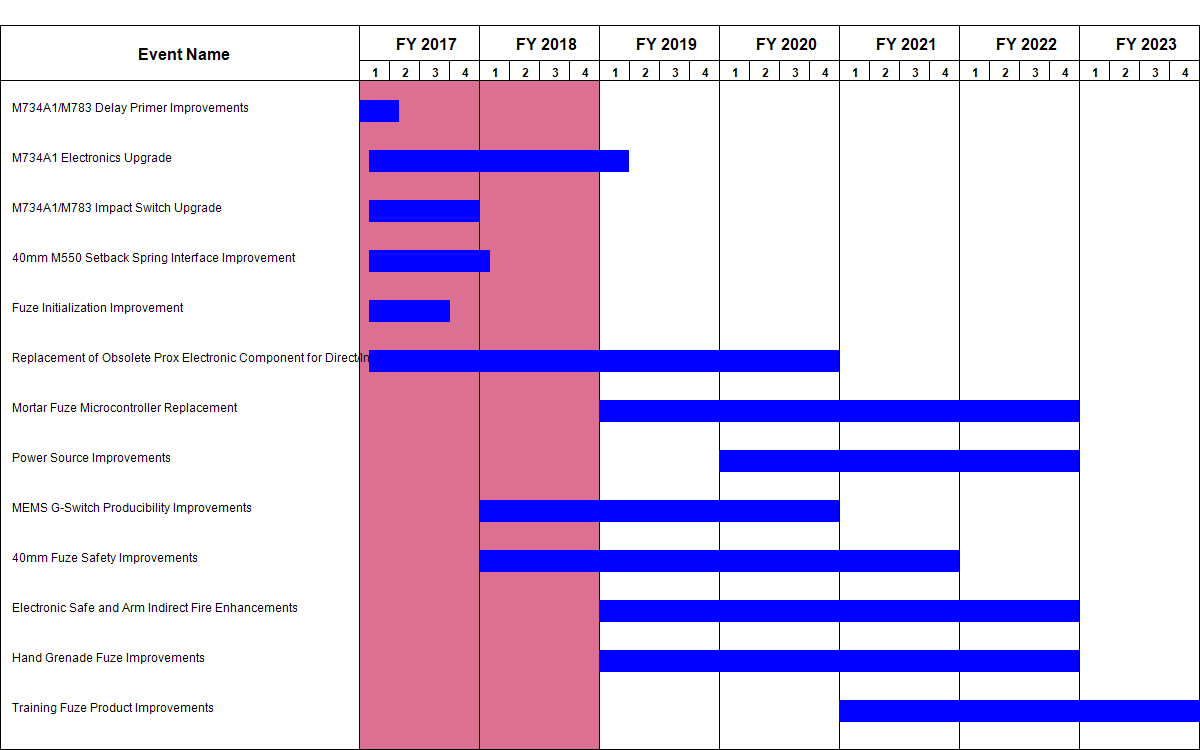 Event Name
FY 2017 FY 2018 FY 2019 FY 2020 FY 2021 FY 2022 FY 2023
1 2 3 4 1 2 3 4 1 2 3 4 1 2 3 4 1 2 3 4 1 2 3 4 1 2 3 4
M734A1/M783 Delay Primer Improvements
M734A1 Electronics Upgrade
M734A1/M783 Impact Switch Upgrade
40mm M550 Setback Spring Interface Improvement
Fuze Initialization Improvement
Replacement of Obsolete Prox Electronic Component for Direct/In
Mortar Fuze Microcontroller Replacement
Power Source Improvements
MEMS G-Switch Producibility Improvements
40mm Fuze Safety Improvements
Electronic Safe and Arm Indirect Fire Enhancements
Hand Grenade Fuze Improvements
Training Fuze Product Improvements